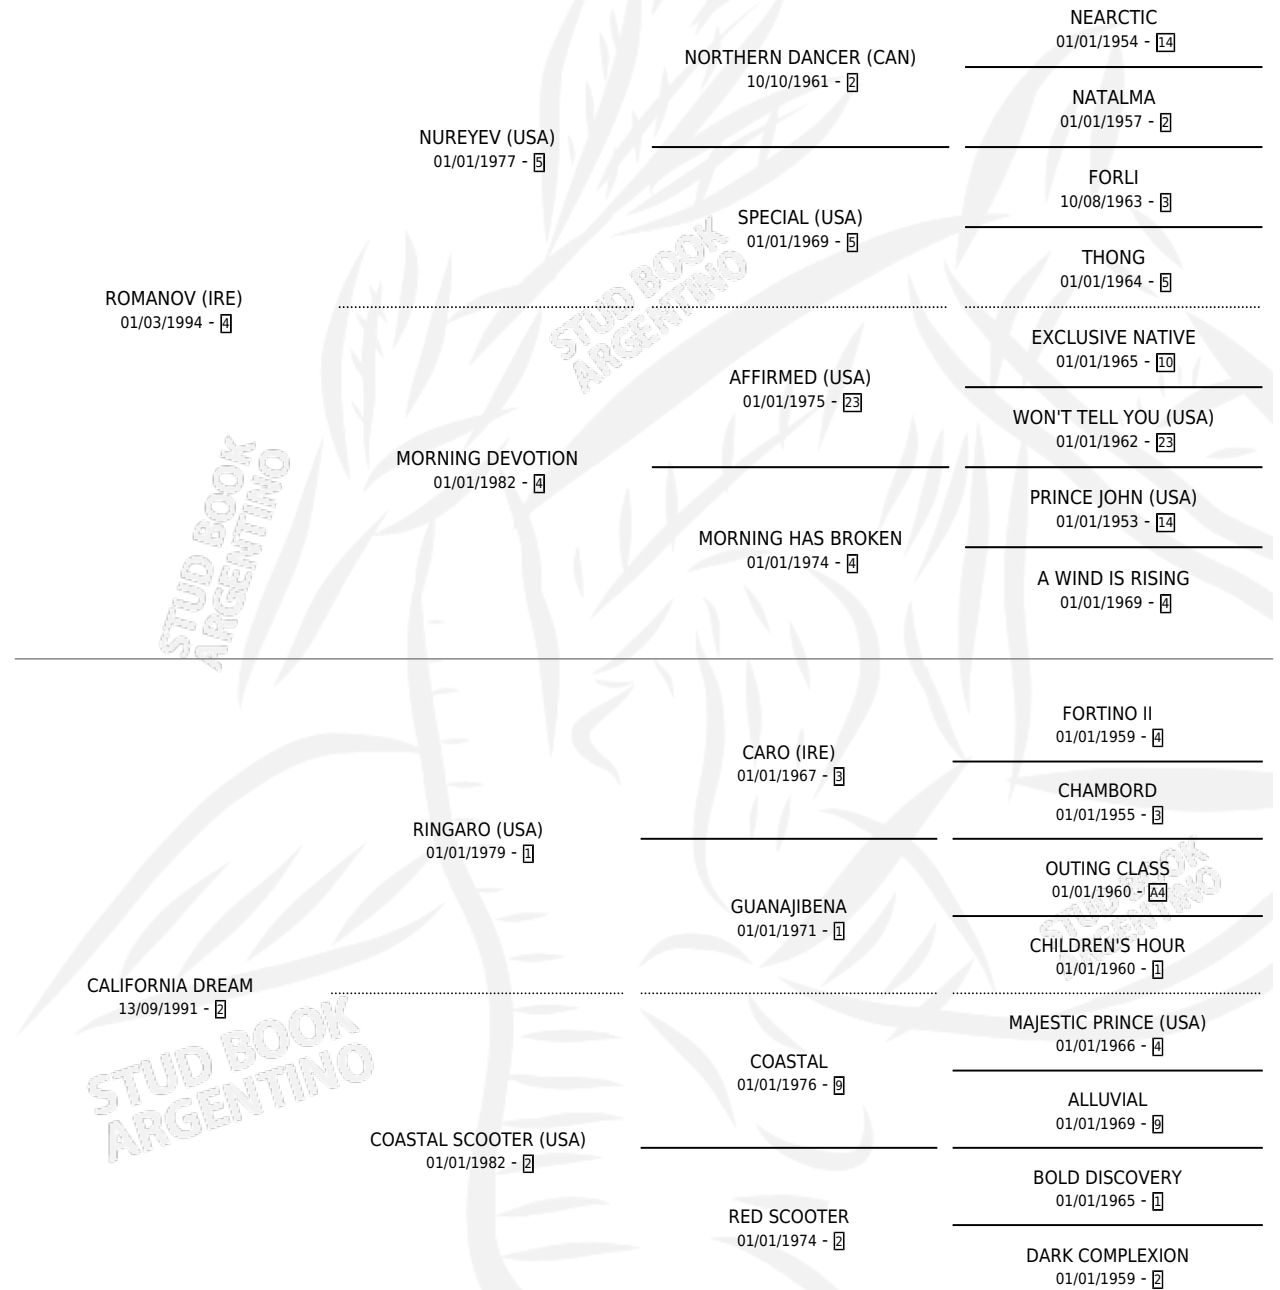 NEARCTIC
01/01/1954 - 14
NORTHERN DANCER (CAN)
10/10/1961 - 2
NATALMA
01/01/1957 - 2
NUREYEV (USA)
01/01/1977 - 5
FORLI
10/08/1963 - 3
SPECIAL (USA)
01/01/1969 - 5
THONG
01/01/1964 - 5
ROMANOV (IRE)
01/03/1994 - 4
EXCLUSIVE NATIVE
01/01/1965 - 10
AFFIRMED (USA)
01/01/1975 - 23
WON'T TELL YOU (USA)
01/01/1962 - 23
MORNING DEVOTION
01/01/1982 - 4
PRINCE JOHN (USA)
01/01/1953 - 14
MORNING HAS BROKEN
01/01/1974 - 4
A WIND IS RISING
01/01/1969 - 4
FORTINO II
01/01/1959 - 4
CARO (IRE)
01/01/1967 - 3
CHAMBORD
01/01/1955 - 3
RINGARO (USA)
01/01/1979 - 1
OUTING CLASS
01/01/1960 - A4
GUANAJIBENA
01/01/1971 - 1
CHILDREN'S HOUR
01/01/1960 - 1
CALIFORNIA DREAM
13/09/1991 - 2
MAJESTIC PRINCE (USA)
01/01/1966 - 4
COASTAL
01/01/1976 - 9
ALLUVIAL
01/01/1969 - 9
COASTAL SCOOTER (USA)
01/01/1982 - 2
BOLD DISCOVERY
01/01/1965 - 1
RED SCOOTER
01/01/1974 - 2
DARK COMPLEXION
01/01/1959 - 2
STUD BOOK
ARGENTINO
STUD BOOK
ARGENTINO
STUD BOOK
ARGENTINO
STUD BOOK
ARGENTINO